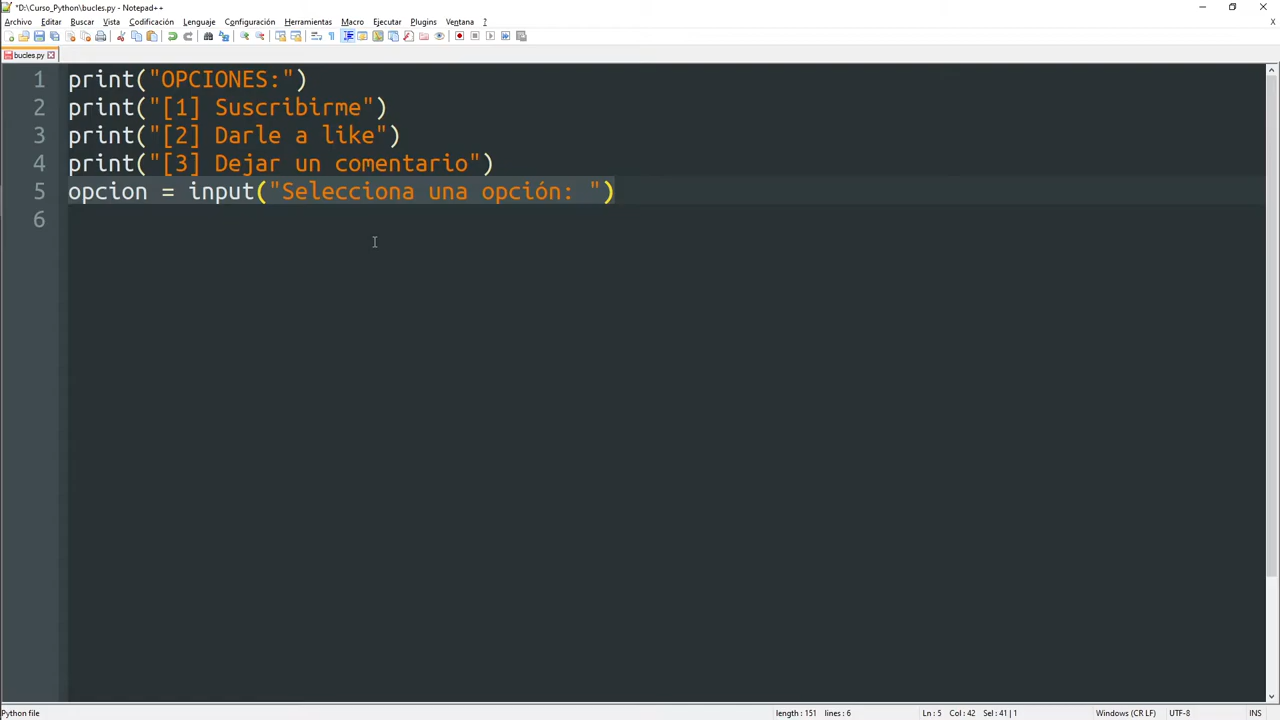 *D:\Curso_Python\bucles.py - Notepad++
Archivo Editar Buscar Vista Codificación Lenguaje Configuración Herramientas Macro Ejecutar Plugins Ventana ?
bucles.py
1 print("OPCIONES:")
2 print("[1] Suscribirme")
3 print("[2] Darle a like")
4 print("[3] Dejar un comentario")
5 opcion = input("Selecciona una opción: ")
6
Python file length : 151 lines : 6 Ln : 5 Col : 42 Sel : 41 | 1 Windows (CR LF) UTF-8 INS